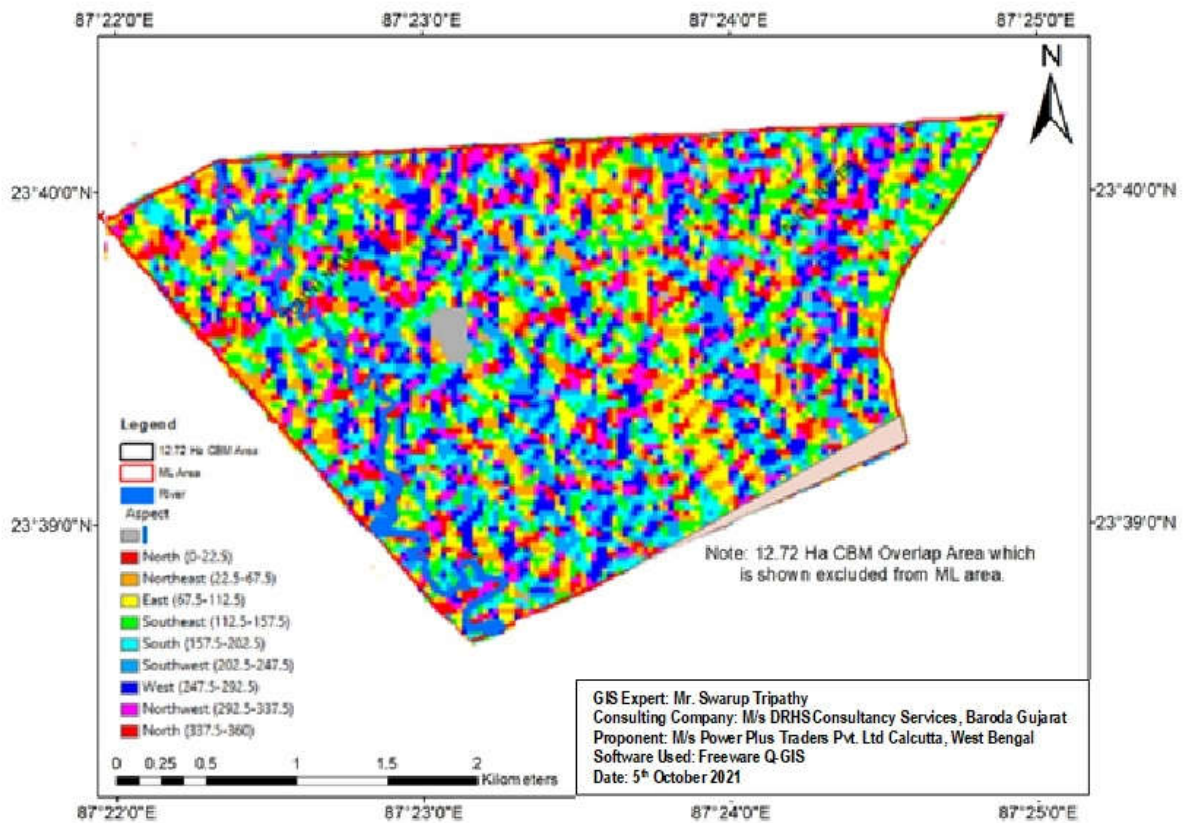 87°22'0"E 87°23'0"E 87°24'0"E 87°25'0"E
N
23°40'0"N 23°40'0"N
Legend
12.72 Ha CBM Area
ML Area
River
Aspect
North (0-22.5)
Northeast (22.5-67.5)
East (67.5-112.5)
Southeast (112.5-157.5)
South (157.5-202.5)
Southwest (202.5-247.5)
West (247.5-292.5)
Northwest (292.5-337.5)
North (337.5-360)
23°39'0"N 23°39'0"N
Note: 12.72 Ha CBM Overlap Area which
is shown excluded from ML area.
0 0.25 0.5 1 1.5 2
Kilometers
GIS Expert: Mr. Swarup Tripathy
Consulting Company: M/s DRHS Consultancy Services, Baroda Gujarat
Proponent: M/s Power Plus Traders Pvt. Ltd Calcutta, West Bengal
Software Used: Freeware Q-GIS
Date: 5th October 2021
87°22'0"E 87°23'0"E 87°24'0"E 87°25'0"E